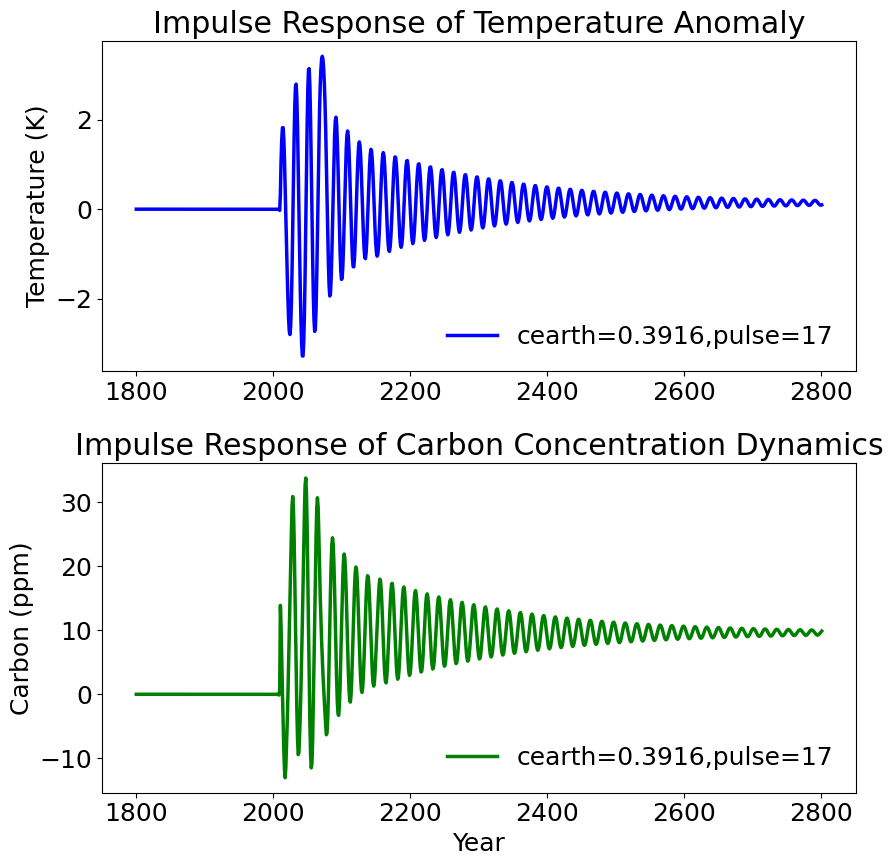 Impulse Response of Temperature Anomaly
Temperature (K)
2
0
−2
cearth=0.3916,pulse=17
1800 2000 2200 2400 2600 2800
Impulse Response of Carbon Concentration Dynamics
Carbon (ppm)
30
20
10
0
−10
cearth=0.3916,pulse=17
1800 2000 2200 2400 2600 2800
Year